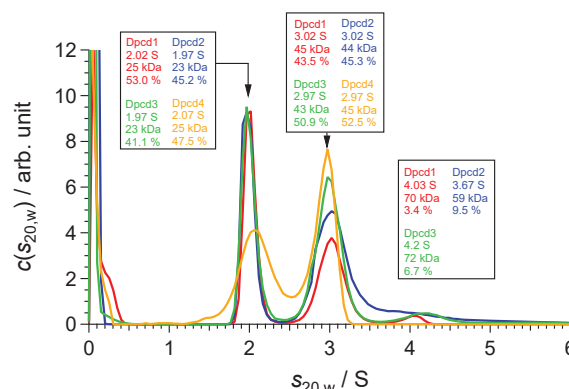 c(s20,w) / arb. unit
12
10
8
6
4
2
0
Dpcd1 Dpcd2
2.02 S 1.97 S
25 kDa 23 kDa
53.0 % 45.2 %
Dpcd3 Dpcd4
1.97 S 2.07 S
23 kDa 25 kDa
41.1 % 47.5 %
Dpcd1 Dpcd2
3.02 S 3.02 S
45 kDa 44 kDa
43.5 % 45.3 %
Dpcd3 Dpcd4
2.97 S 2.97 S
43 kDa 45 kDa
50.9 % 52.5 %
Dpcd1 Dpcd2
4.03 S 3.67 S
70 kDa 59 kDa
3.4 % 9.5 %
Dpcd3
4.2 S
72 kDa
6.7 %
0 1 2 3 4 5 6
s20,w / S